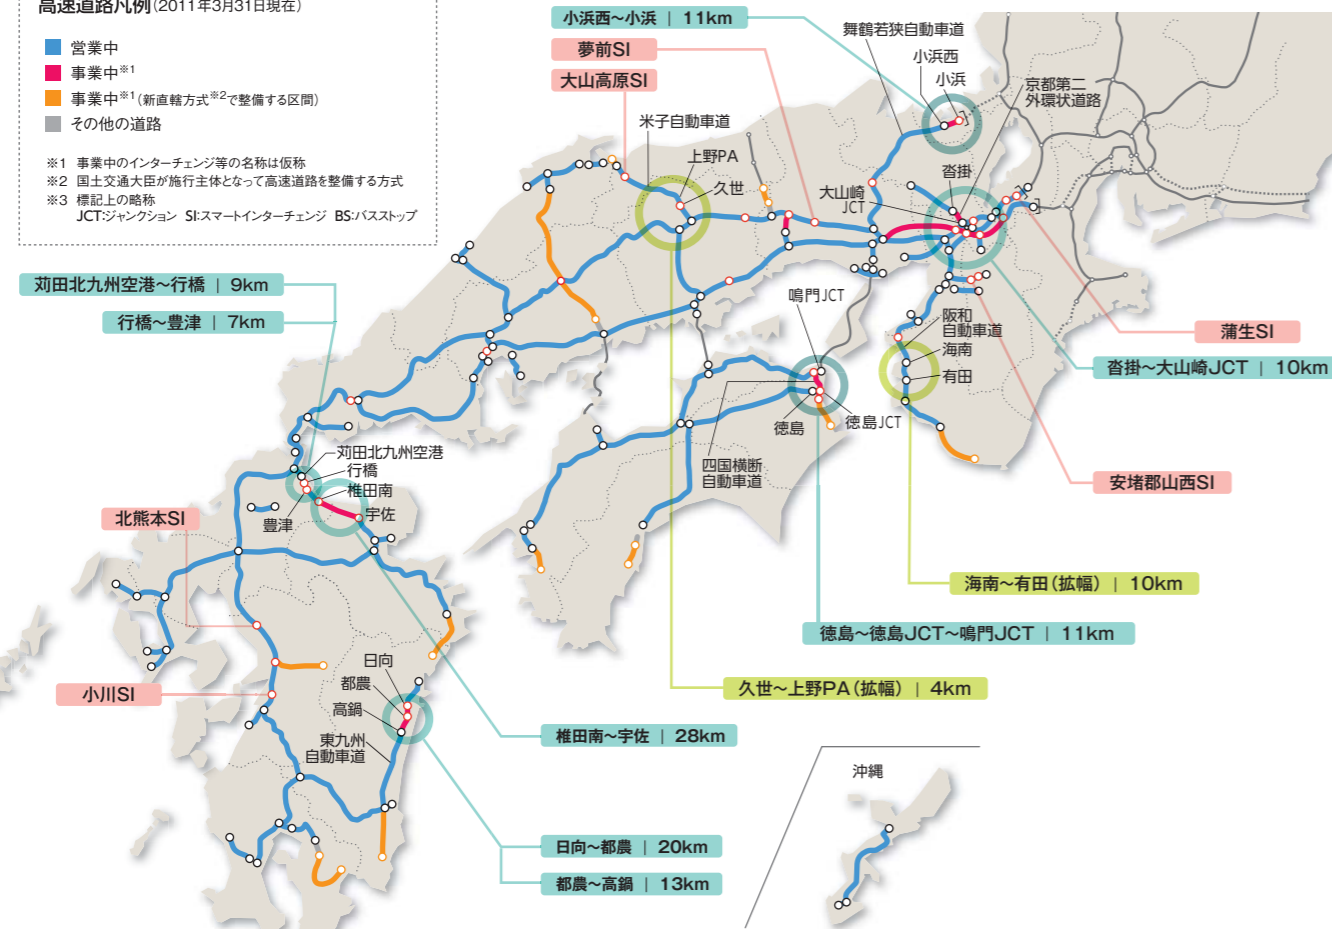 高速道路凡例(2011年3月31日現在)
営業中
事業中※1
事業中※1(新直轄方式※2で整備する区間)
その他の道路
※1 事業中のインターチェンジ等の名称は仮称
※2 国土交通大臣が施行主体となって高速道路を整備する方式
※3 標記上の略称
JCT:ジャンクション SI:スマートインターチェンジ BS:バスストップ
小浜西〜小浜 | 11km
夢前SI
大山高原SI
舞鶴若狭自動車道
小浜西
小浜
京都第二
外環状道路
米子自動車道
上野PA
久世
沓掛
大山崎
JCT
苅田北九州空港〜行橋 | 9km
行橋〜豊津 | 7km
鳴門JCT
阪和
自動車道
海南
有田
蒲生SI
沓掛〜大山崎JCT | 10km
徳島
徳島JCT
四国横断
自動車道
安堵郡山西SI
苅田北九州空港
行橋
椎田南
宇佐
豊津
北熊本SI
海南〜有田(拡幅) | 10km
徳島〜徳島JCT〜鳴門JCT | 11km
久世〜上野PA(拡幅) | 4km
小川SI
日向
都農
高鍋
東九州
自動車道
椎田南〜宇佐 | 28km
沖縄
日向〜都農 | 20km
都農〜高鍋 | 13km